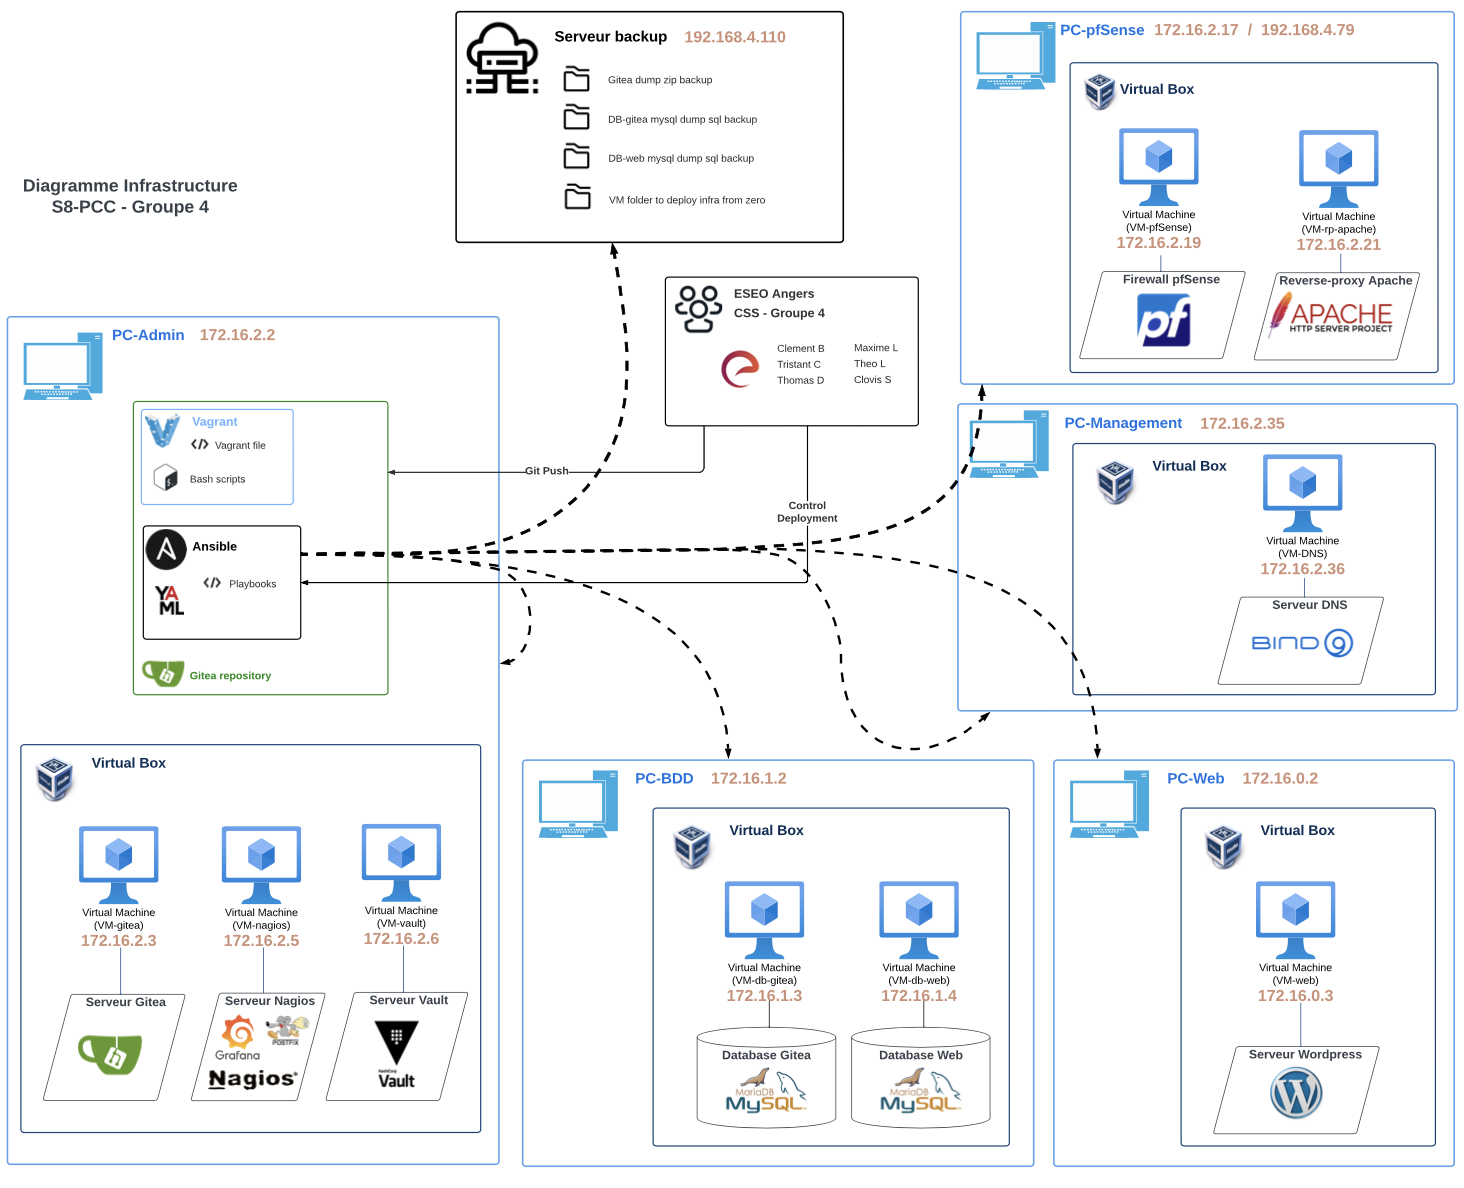 Diagramme Infrastructure
S8-PCC - Groupe 4
Serveur backup 192.168.4.110
Gitea dump zip backup
DB-gitea mysql dump sql backup
DB-web mysql dump sql backup
VM folder to deploy infra from zero
PC-pfSense 172.16.2.17 / 192.168.4.79
Virtual Box
Virtual Machine
(VM-pfSense)
172.16.2.19
Firewall pfSense
pf
Virtual Machine
(VM-rp-apache)
172.16.2.21
Reverse-proxy Apache
APACHE
HTTP SERVER PROJECT
ESEO Angers
CSS - Groupe 4
Clement B
Tristant C
Thomas D
Maxime L
Theo L
Clovis S
Git Push
Control
Deployment
PC-Admin 172.16.2.2
Vagrant
Vagrant file
Bash scripts
Ansible
Playbooks
YAML
Gitea repository
Virtual Box
Virtual Machine
(VM-gitea)
172.16.2.3
Serveur Gitea
Virtual Machine
(VM-nagios)
172.16.2.5
Serveur Nagios
Grafana
POSTFIX
Nagios®
Virtual Machine
(VM-vault)
172.16.2.6
Serveur Vault
HashiCorp
Vault
PC-Management 172.16.2.35
Virtual Box
Virtual Machine
(VM-DNS)
172.16.2.36
Serveur DNS
BIND 9
PC-BDD 172.16.1.2
Virtual Box
Virtual Machine
(VM-db-gitea)
172.16.1.3
Database Gitea
MariaDB
MySQL
Virtual Machine
(VM-db-web)
172.16.1.4
Database Web
MariaDB
MySQL
PC-Web 172.16.0.2
Virtual Box
Virtual Machine
(VM-web)
172.16.0.3
Serveur Wordpress
W